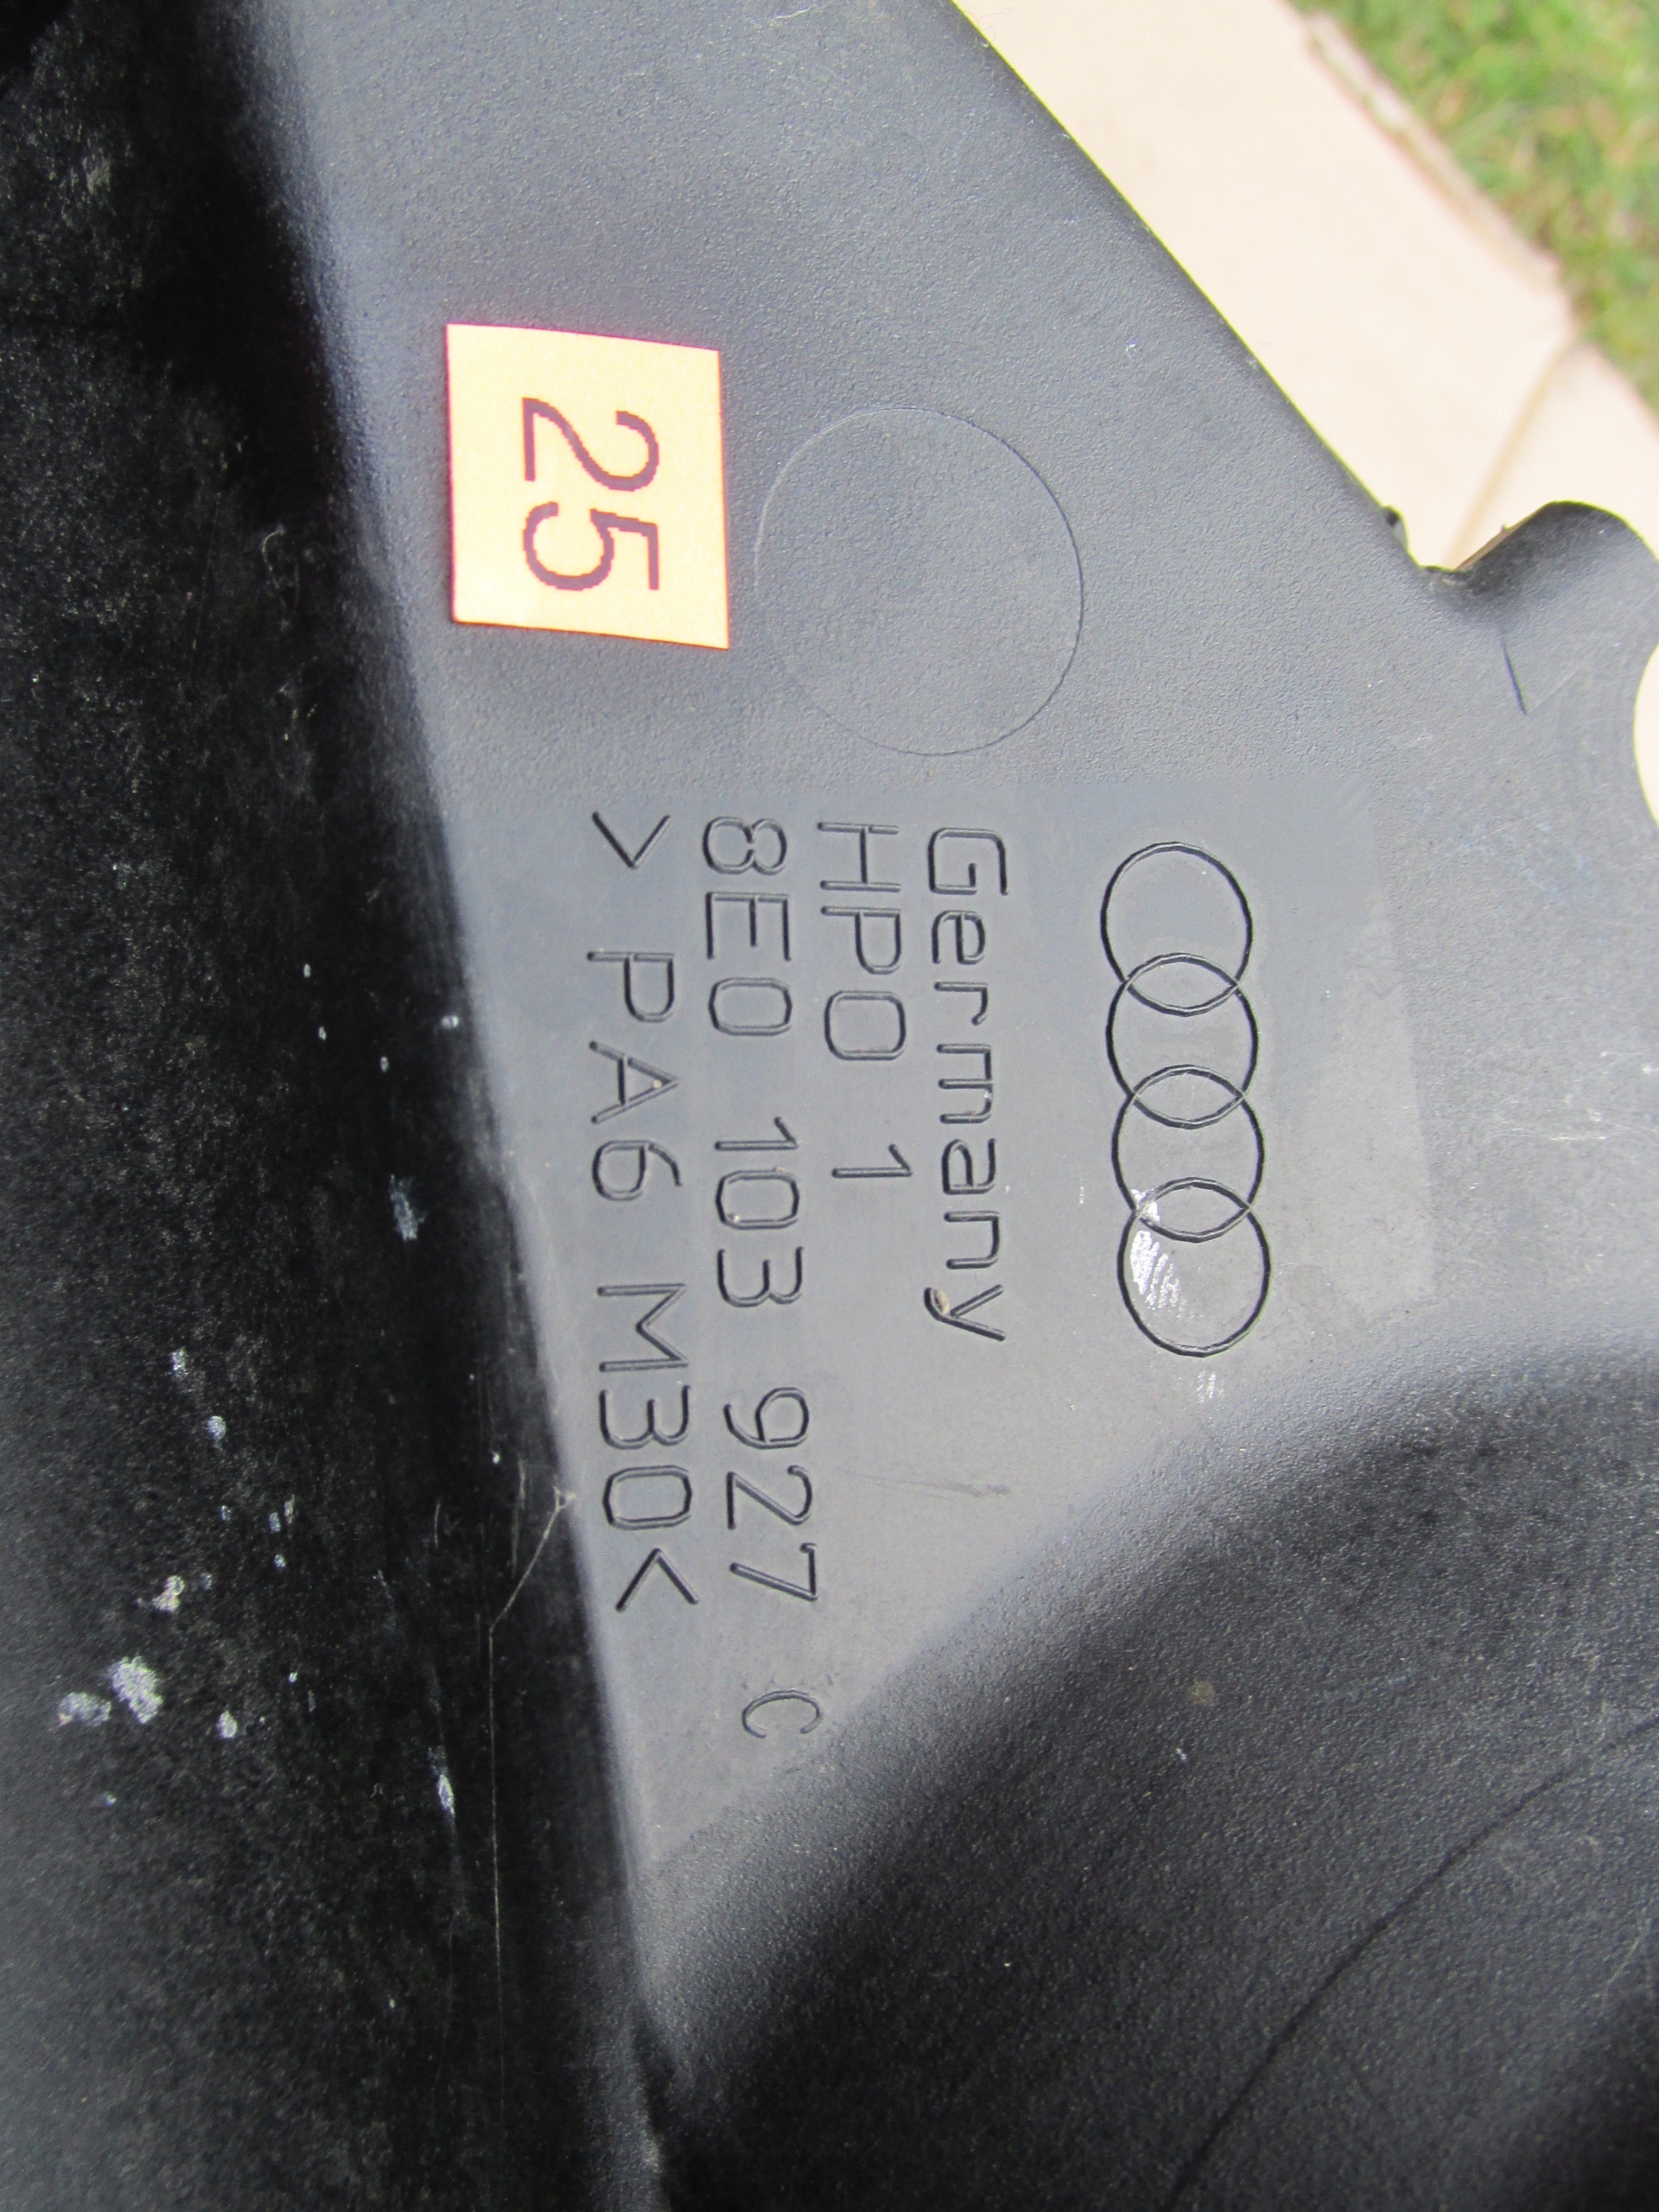 25
Germany
HPO 1
8E0 103 927 C
> PA6 M30<